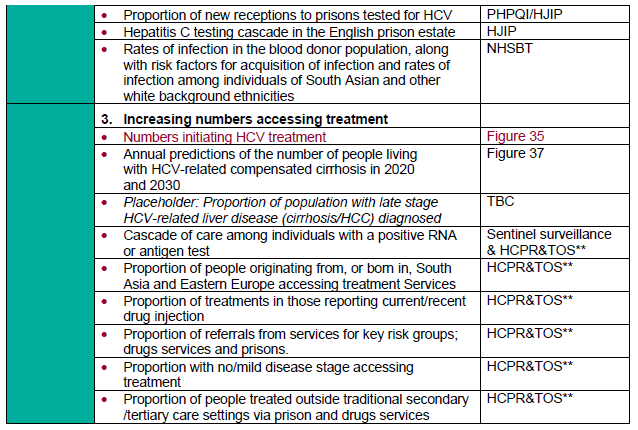 • Proportion of new receptions to prisons tested for HCV PHPQI/HJIP
• Hepatitis C testing cascade in the English prison estate HJIP
• Rates of infection in the blood donor population, along NHSBT
with risk factors for acquisition of infection and rates of
infection among individuals of South Asian and other
white background ethnicities
3. Increasing numbers accessing treatment
• Numbers initiating HCV treatment Figure 35
• Annual predictions of the number of people living Figure 37
with HCV-related compensated cirrhosis in 2020
and 2030
• Placeholder: Proportion of population with late stage TBC
HCV-related liver disease (cirrhosis/HCC) diagnosed
• Cascade of care among individuals with a positive RNA Sentinel surveillance
or antigen test & HCPR&TOS**
• Proportion of people originating from, or born in, South HCPR&TOS**
Asia and Eastern Europe accessing treatment Services
• Proportion of treatments in those reporting current/recent HCPR&TOS**
drug injection
• Proportion of referrals from services for key risk groups; HCPR&TOS**
drugs services and prisons.
• Proportion with no/mild disease stage accessing HCPR&TOS**
treatment
• Proportion of people treated outside traditional secondary HCPR&TOS**
/tertiary care settings via prison and drugs services